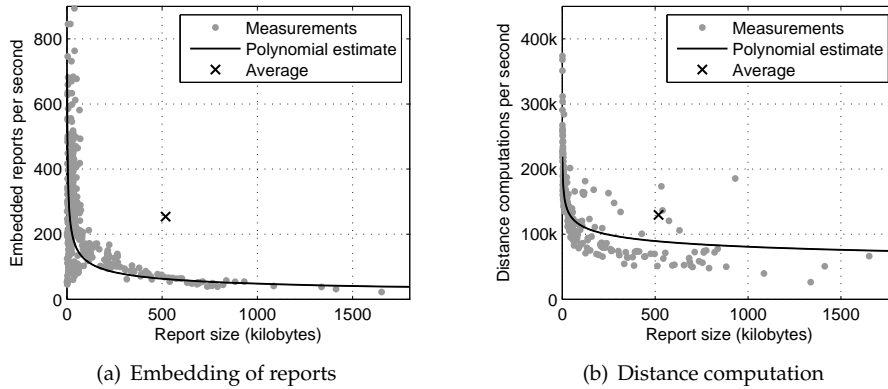 800
600
400
200
0
Embedded reports per second
Measurements
Polynomial estimate
Average
0 500 1000 1500
Report size (kilobytes)
(a) Embedding of reports
400k
300k
200k
100k
0
Distance computations per second
Measurements
Polynomial estimate
Average
0 500 1000 1500
Report size (kilobytes)
(b) Distance computation